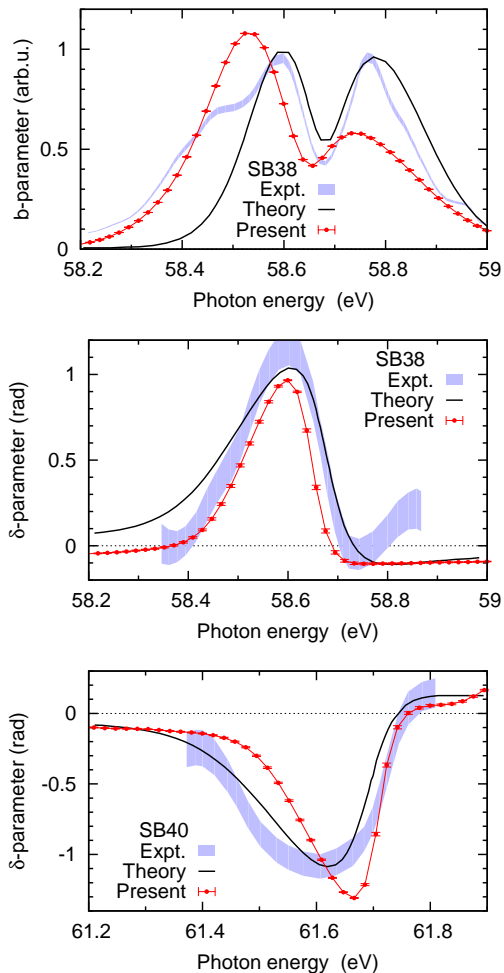 b-parameter (arb.u.)
1
0.5
0
SB38
Expt.
Theory
Present
58.2 58.4 58.6 58.8 59
Photon energy (eV)
δ-parameter (rad)
1
0.5
0
SB38
Expt.
Theory
Present
58.2 58.4 58.6 58.8 59
Photon energy (eV)
δ-parameter (rad)
0
-0.5
-1
SB40
Expt.
Theory
Present
61.2 61.4 61.6 61.8
Photon energy (eV)